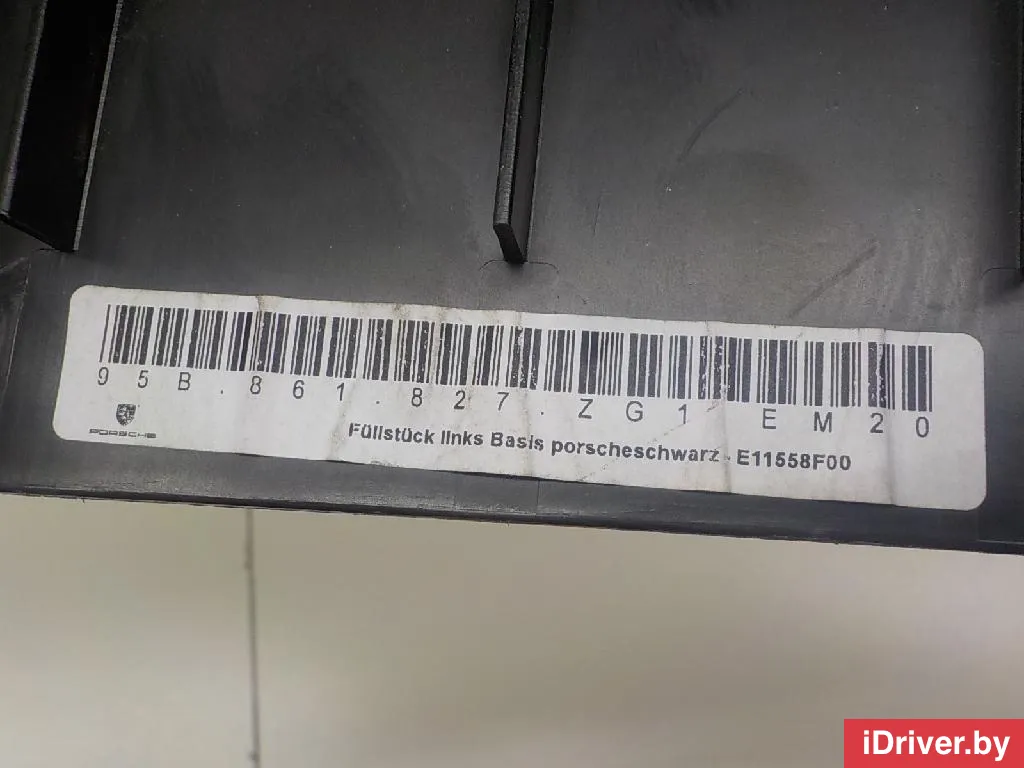 95B.861.827.ZG1 EM20
PORSCHE
Füllstück links Basis porscheschwarz - E11558F00
iDriver.by